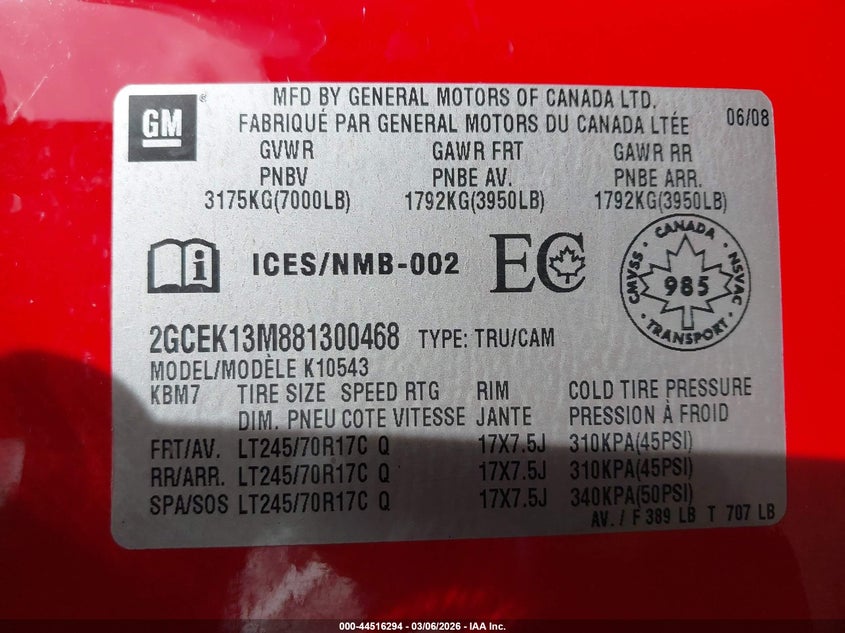 GM ®
MFD BY GENERAL MOTORS OF CANADA LTD.
FABRIQUÉ PAR GENERAL MOTORS DU CANADA LTÉE
06/08
GVWR GAWR FRT GAWR RR
PNBV PNBE AV. PNBE ARR.
3175KG(7000LB) 1792KG(3950LB) 1792KG(3950LB)
i ICES/NMB-002 EC
CANADA
CMVSS 985 NSVAC
TRANSPORT
2GCEK13M881300468 TYPE: TRU/CAM
MODEL/MODÈLE K10543
KBM7 TIRE SIZE SPEED RTG RIM COLD TIRE PRESSURE
DIM. PNEU COTE VITESSE JANTE PRESSION À FROID
FRT/AV. LT245/70R17C Q 17X7.5J 310KPA(45PSI)
RR/ARR. LT245/70R17C Q 17X7.5J 310KPA(45PSI)
SPA/SOS LT245/70R17C Q 17X7.5J 340KPA(50PSI)
AV. / F 389 LB T 707 LB
000-44516294 - 03/06/2026 - IAA Inc.